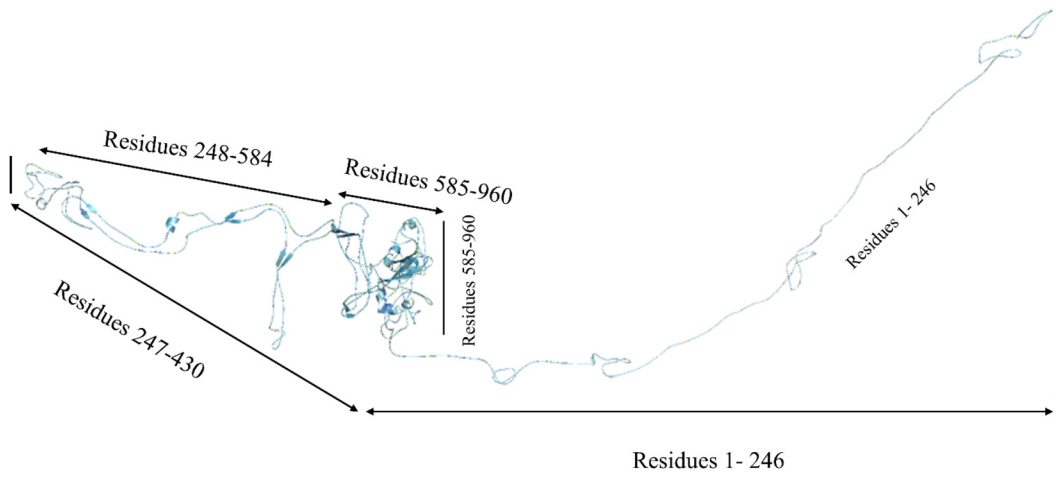 Residues 248-584
Residues 585-960
Residues 585-960
Residues 1- 246
Residues 247-430
Residues 1- 246